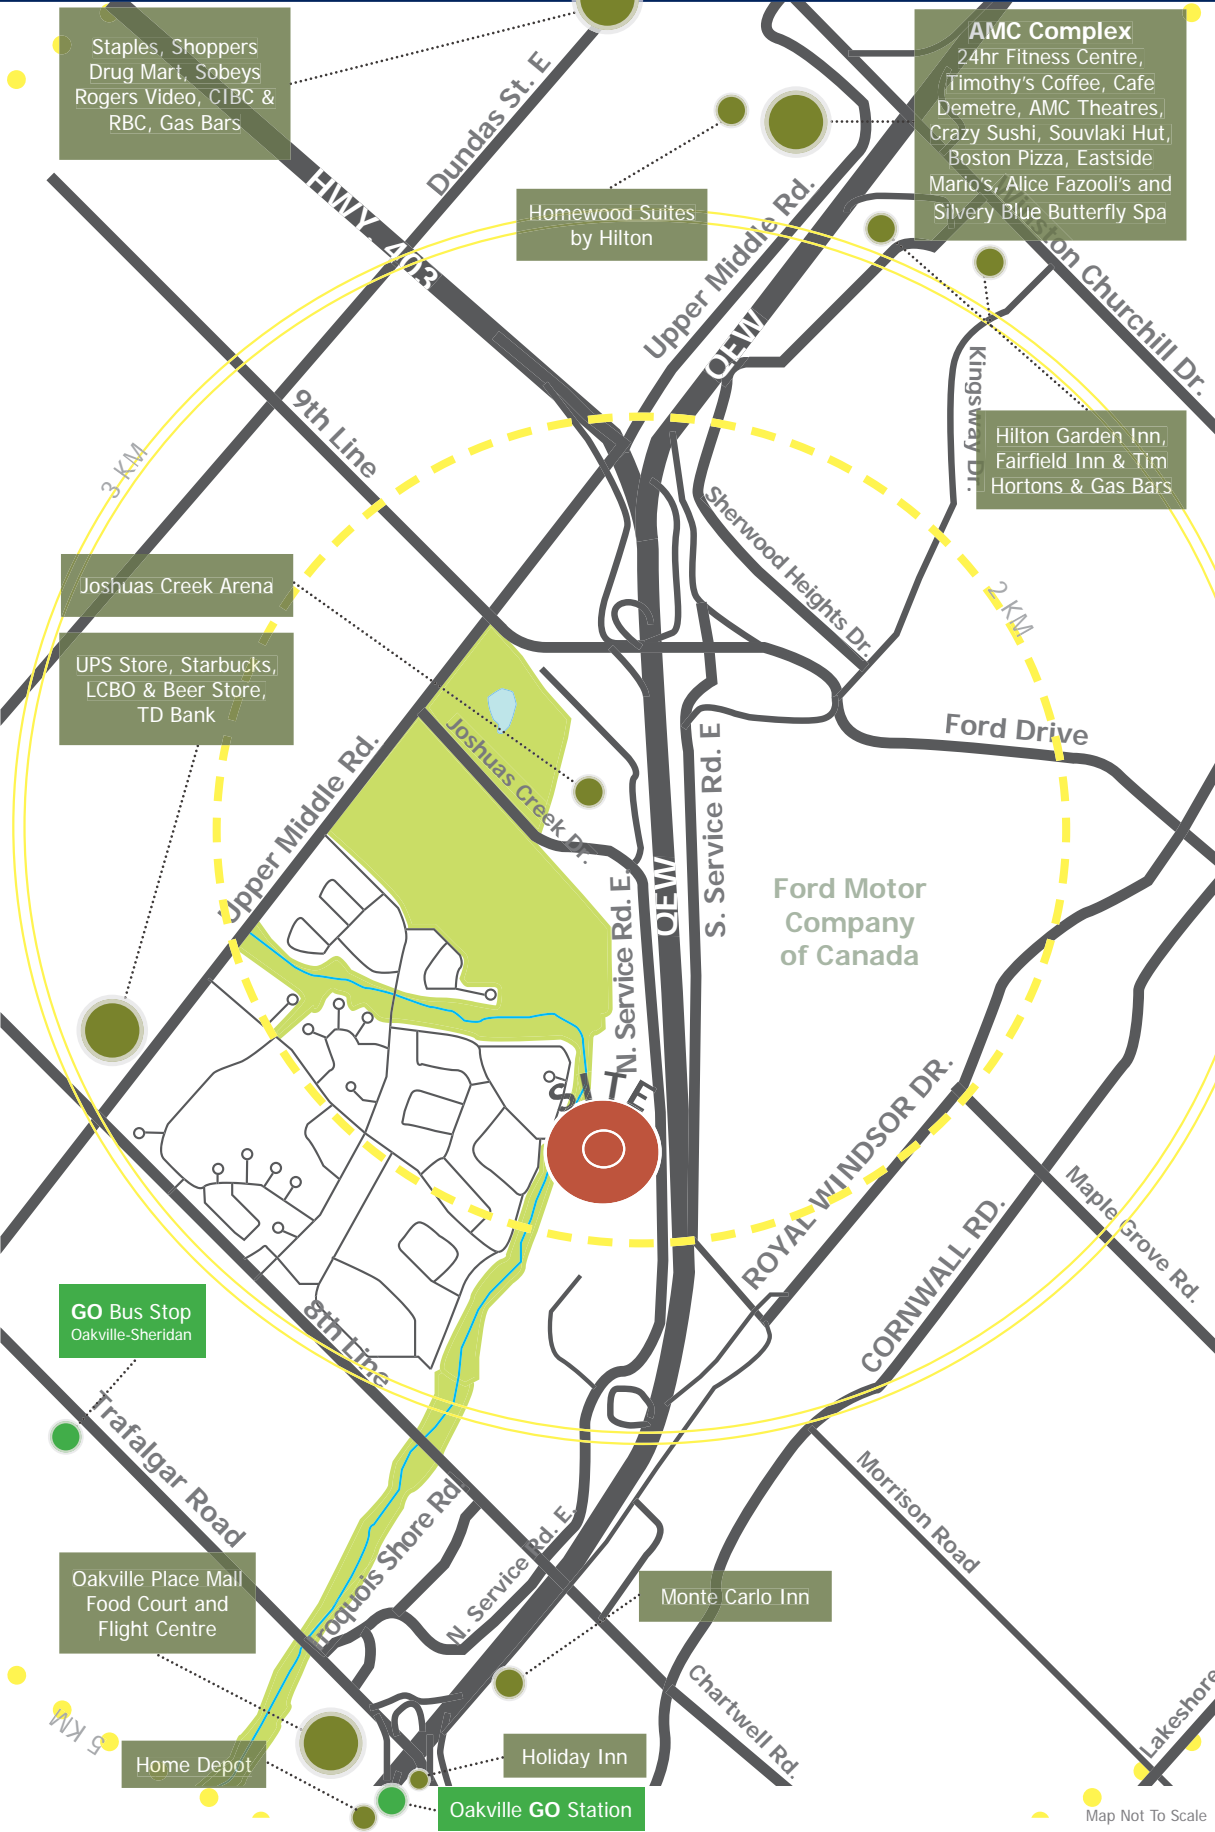 Staples, Shoppers
Drug Mart, Sobeys
Rogers Video, CIBC &
RBC, Gas Bars
Dundas St. E
AMC Complex
24hr Fitness Centre,
Timothy's Coffee, Cafe
Demetre, AMC Theatres,
Crazy Sushi, Souvlaki Hut,
Boston Pizza, Eastside
Mario's, Alice Fazooli's and
Silvery Blue Butterfly Spa
HWY. 403
Homewood Suites
by Hilton
Upper Middle Rd.
Winston Churchill Dr.
QEW
Kingsway Dr.
9th Line
3 KM
Hilton Garden Inn,
Fairfield Inn & Tim
Hortons & Gas Bars
Sherwood Heights Dr.
2 KM
Joshuas Creek Arena
UPS Store, Starbucks,
LCBO & Beer Store,
TD Bank
Joshuas Creek Dr.
Ford Drive
Upper Middle Rd.
S. Service Rd. E
QEW
N. Service Rd. E.
Ford Motor
Company
of Canada
SITE
ROYAL WINDSOR DR.
Maple Grove Rd.
CORNWALL RD.
GO Bus Stop
Oakville-Sheridan
8th Line
Trafalgar Road
Morrison Road
Iroquois Shore Rd.
N. Service Rd. E.
Oakville Place Mall
Food Court and
Flight Centre
Monte Carlo Inn
Chartwell Rd.
Lakeshore
5 KM
Home Depot
Holiday Inn
Oakville GO Station
Map Not To Scale